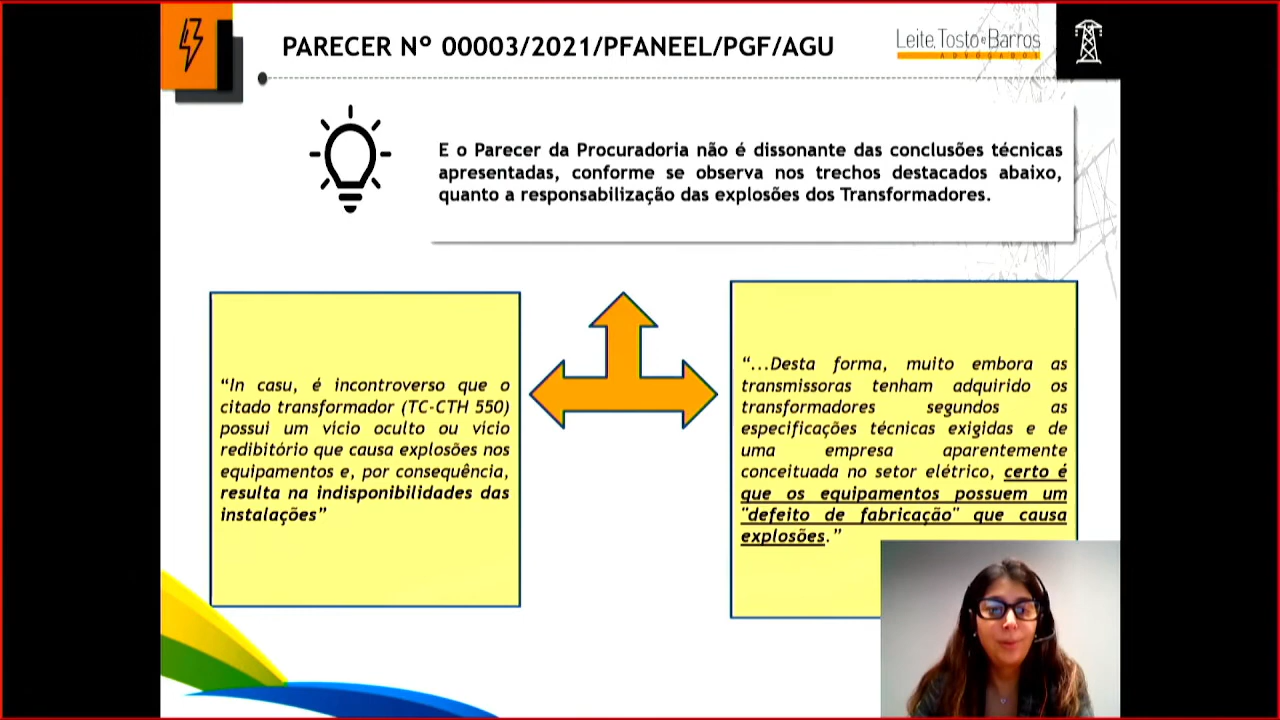 PARECER Nº 00003/2021/PFANEEL/PGF/AGU
Leite, Tosto e Barros
ADVOGADOS
E o Parecer da Procuradoria não é dissonante das conclusões técnicas
apresentadas, conforme se observa nos trechos destacados abaixo,
quanto a responsabilização das explosões dos Transformadores.
“In casu, é incontroverso que o
citado transformador (TC-CTH 550)
possui um vício oculto ou vício
redibitório que causa explosões nos
equipamentos e, por consequência,
resulta na indisponibilidades das
instalações”
“...Desta forma, muito embora as
transmissoras tenham adquirido os
transformadores segundos as
especificações técnicas exigidas e de
uma empresa aparentemente
conceituada no setor elétrico, certo é
que os equipamentos possuem um
"defeito de fabricação" que causa
explosões.”